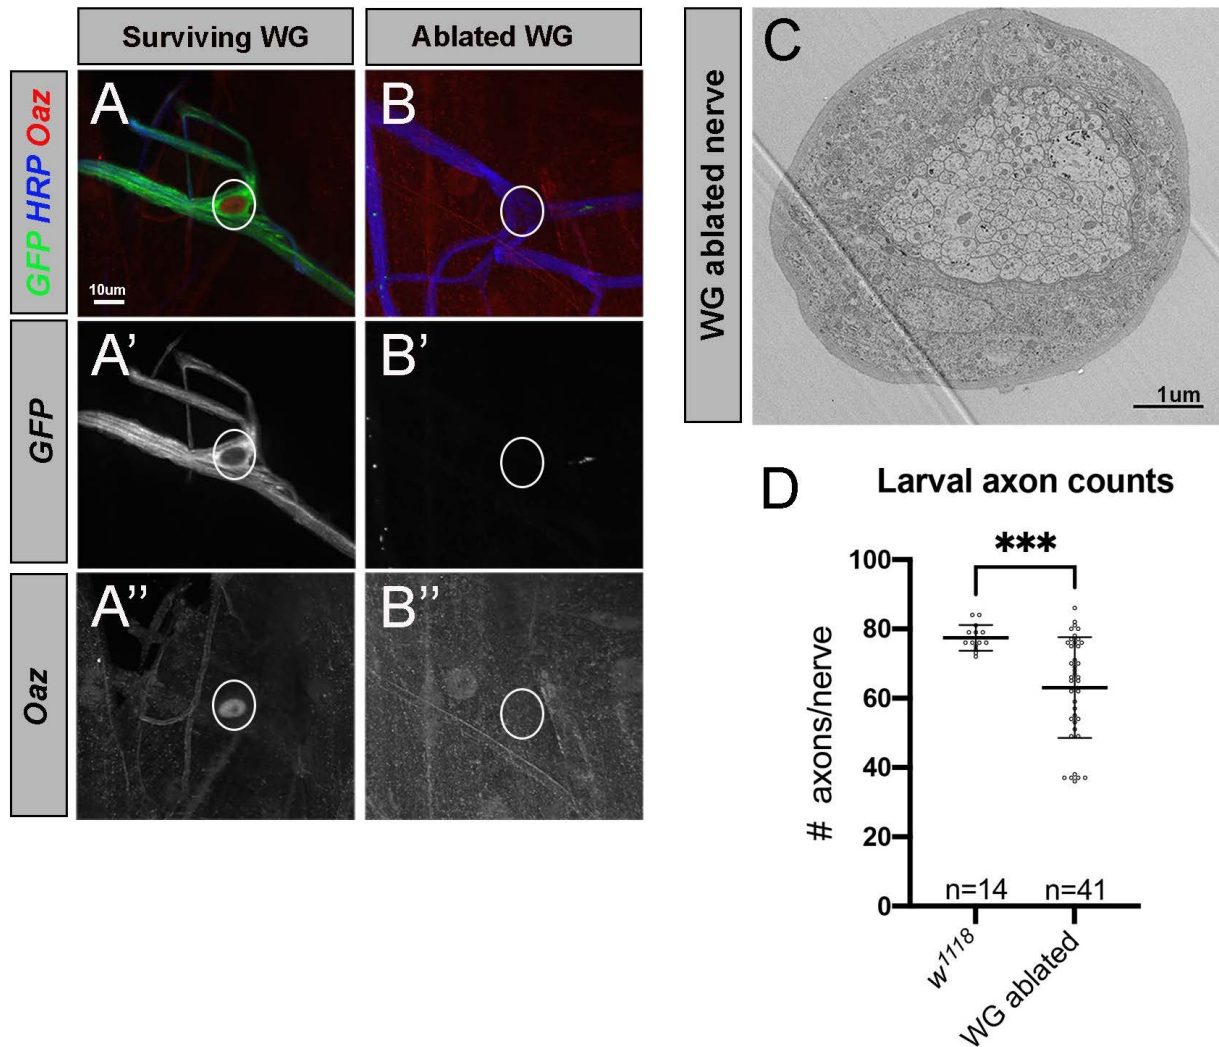 Surviving WG
Ablated WG
GFP HRP Oaz
A
10um
B
GFP
A'
B'
Oaz
A''
B''
WG ablated nerve
C
1um
D
Larval axon counts
***
# axons/nerve
100
80
60
40
20
0
n=14
n=41
w1118
WG ablated